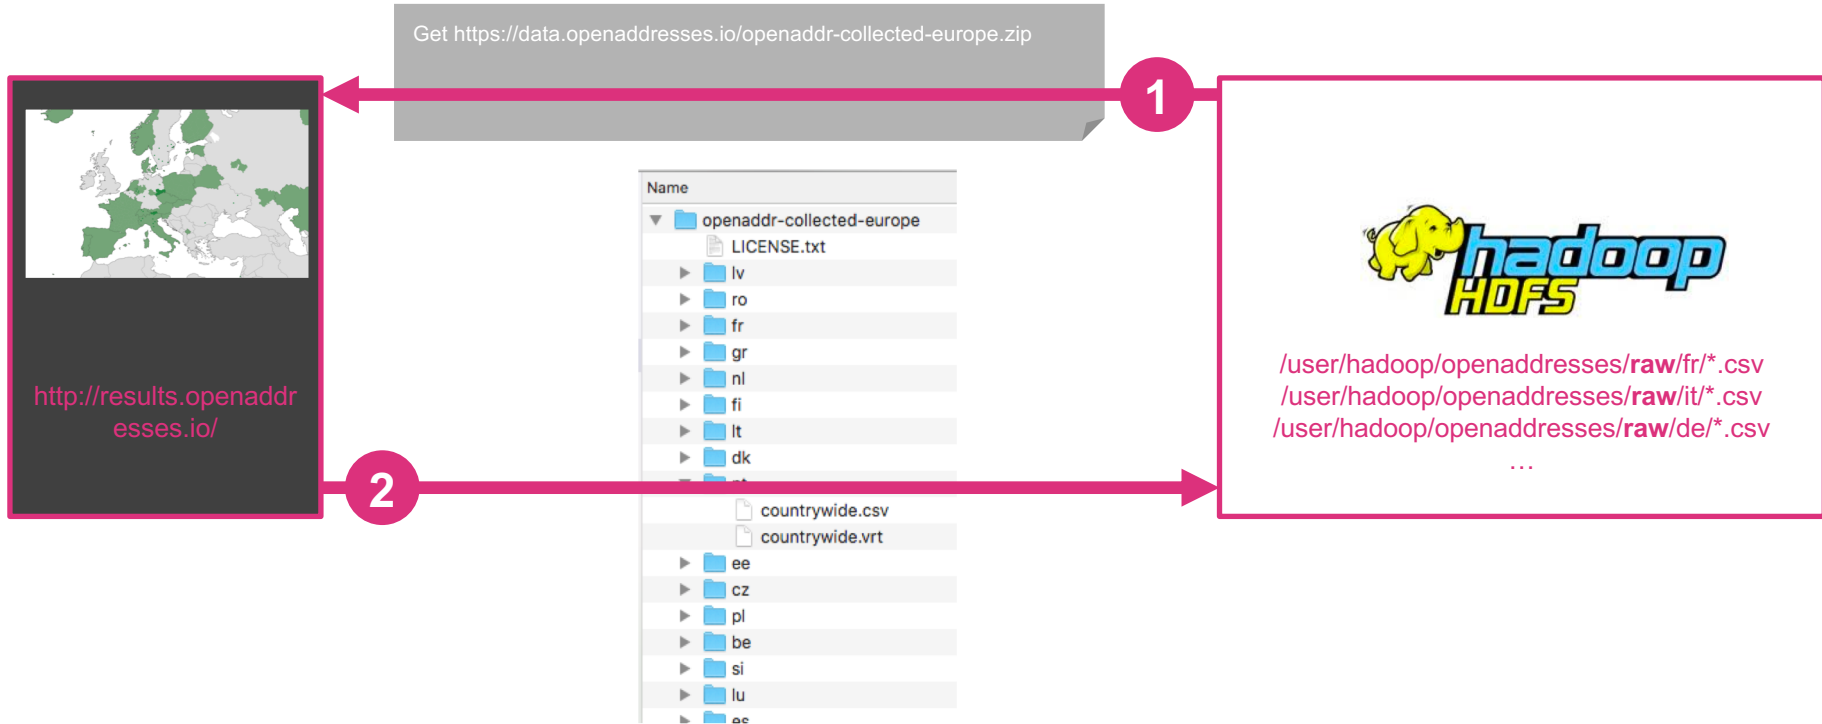 Get https://data.openaddresses.io/openaddr-collected-europe.zip
1
http://results.openaddr
esses.io/
2
Name
openaddr-collected-europe
LICENSE.txt
lv
ro
fr
gr
nl
fi
lt
dk
countrywide.csv
countrywide.vrt
ee
cz
pl
be
si
lu
es
hadoop
HDFS
/user/hadoop/openaddresses/raw/fr/*.csv
/user/hadoop/openaddresses/raw/it/*.csv
/user/hadoop/openaddresses/raw/de/*.csv
…